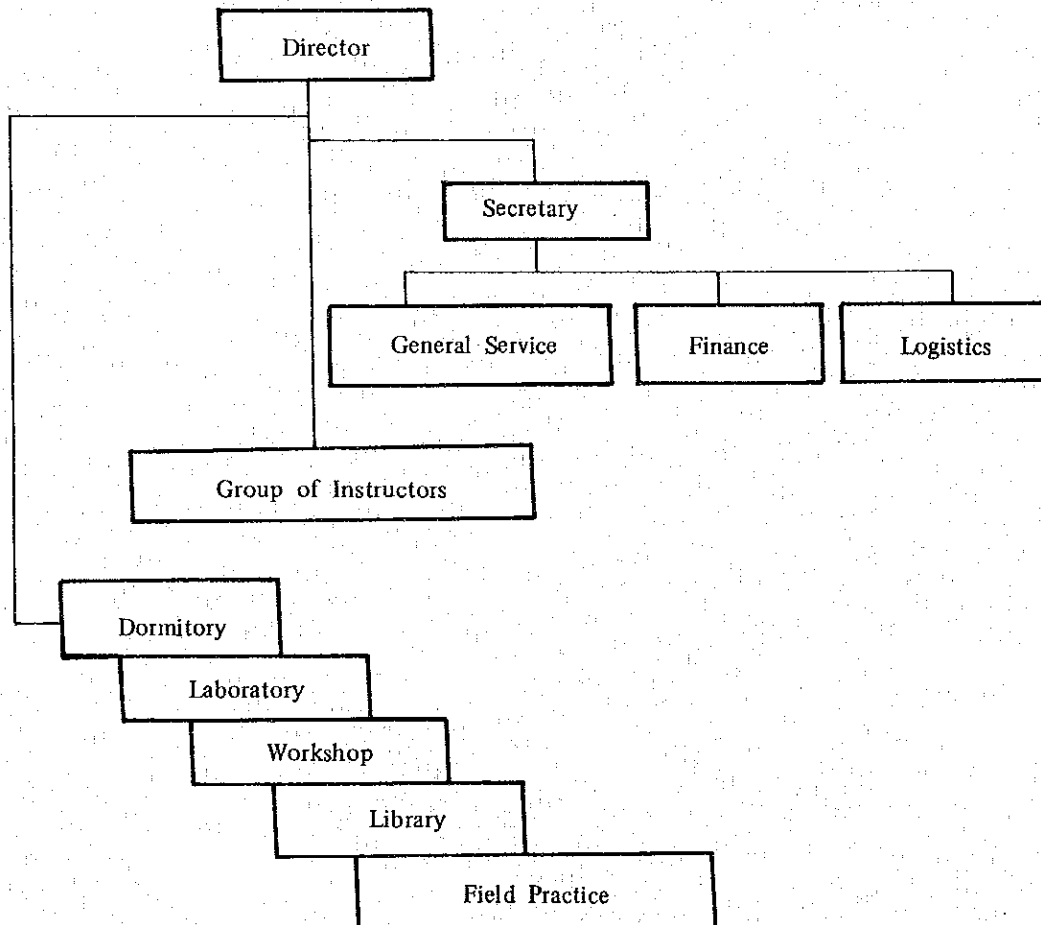 Director
Secretary
General Service
Finance
Logistics
Group of Instructors
Dormitory
Laboratory
Workshop
Library
Field Practice